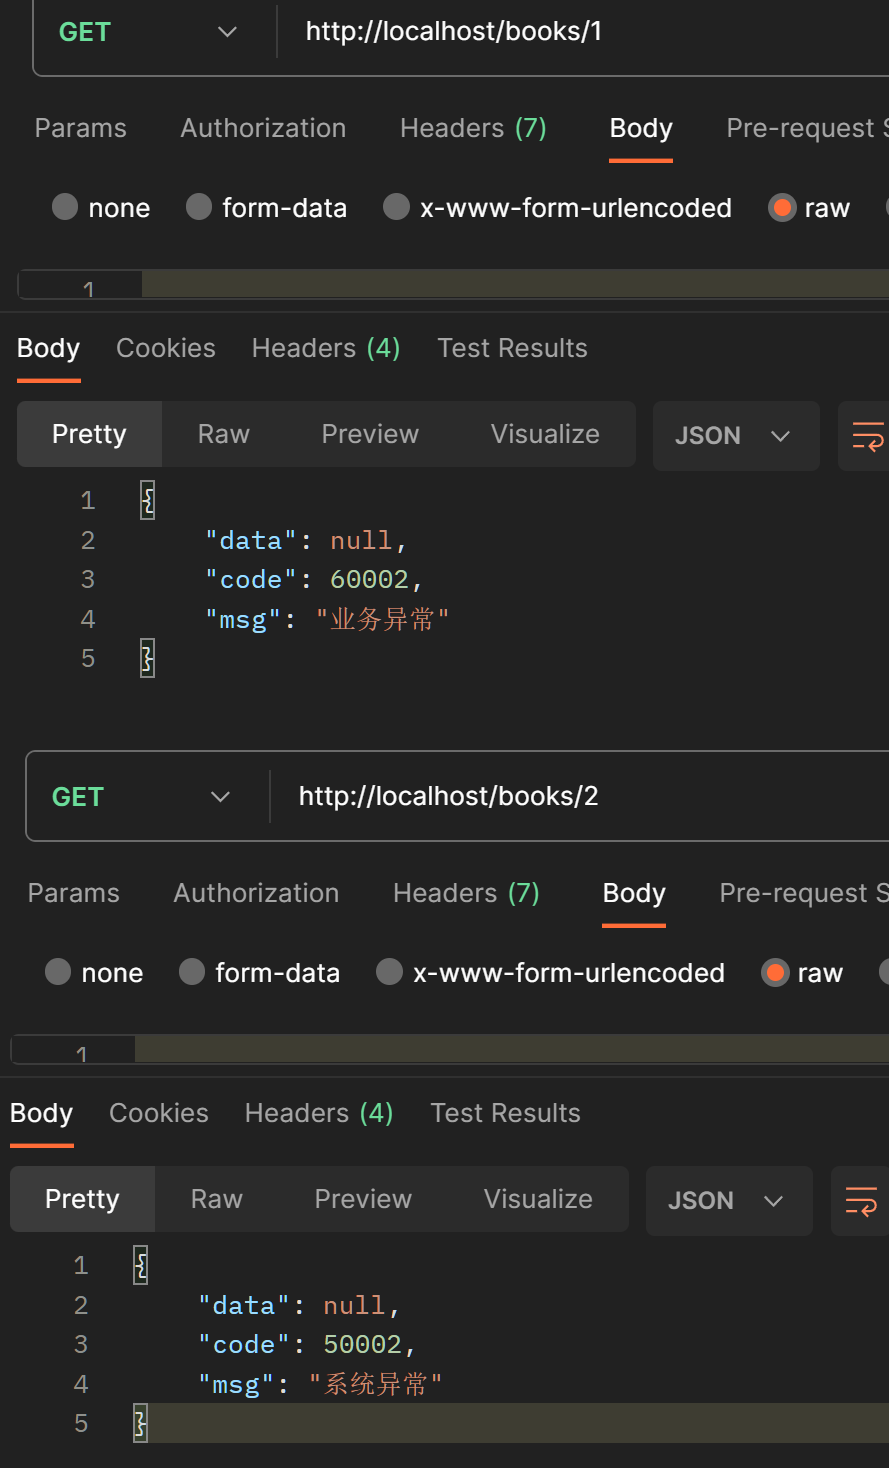 GET http://localhost/books/1
Params Authorization Headers (7) Body Pre-request S
none form-data x-www-form-urlencoded raw
1
Body Cookies Headers (4) Test Results
Pretty Raw Preview Visualize JSON
1 {
2 "data": null,
3 "code": 60002,
4 "msg": "业务异常"
5 }
GET http://localhost/books/2
Params Authorization Headers (7) Body Pre-request S
none form-data x-www-form-urlencoded raw
1
Body Cookies Headers (4) Test Results
Pretty Raw Preview Visualize JSON
1 {
2 "data": null,
3 "code": 50002,
4 "msg": "系统异常"
5 }